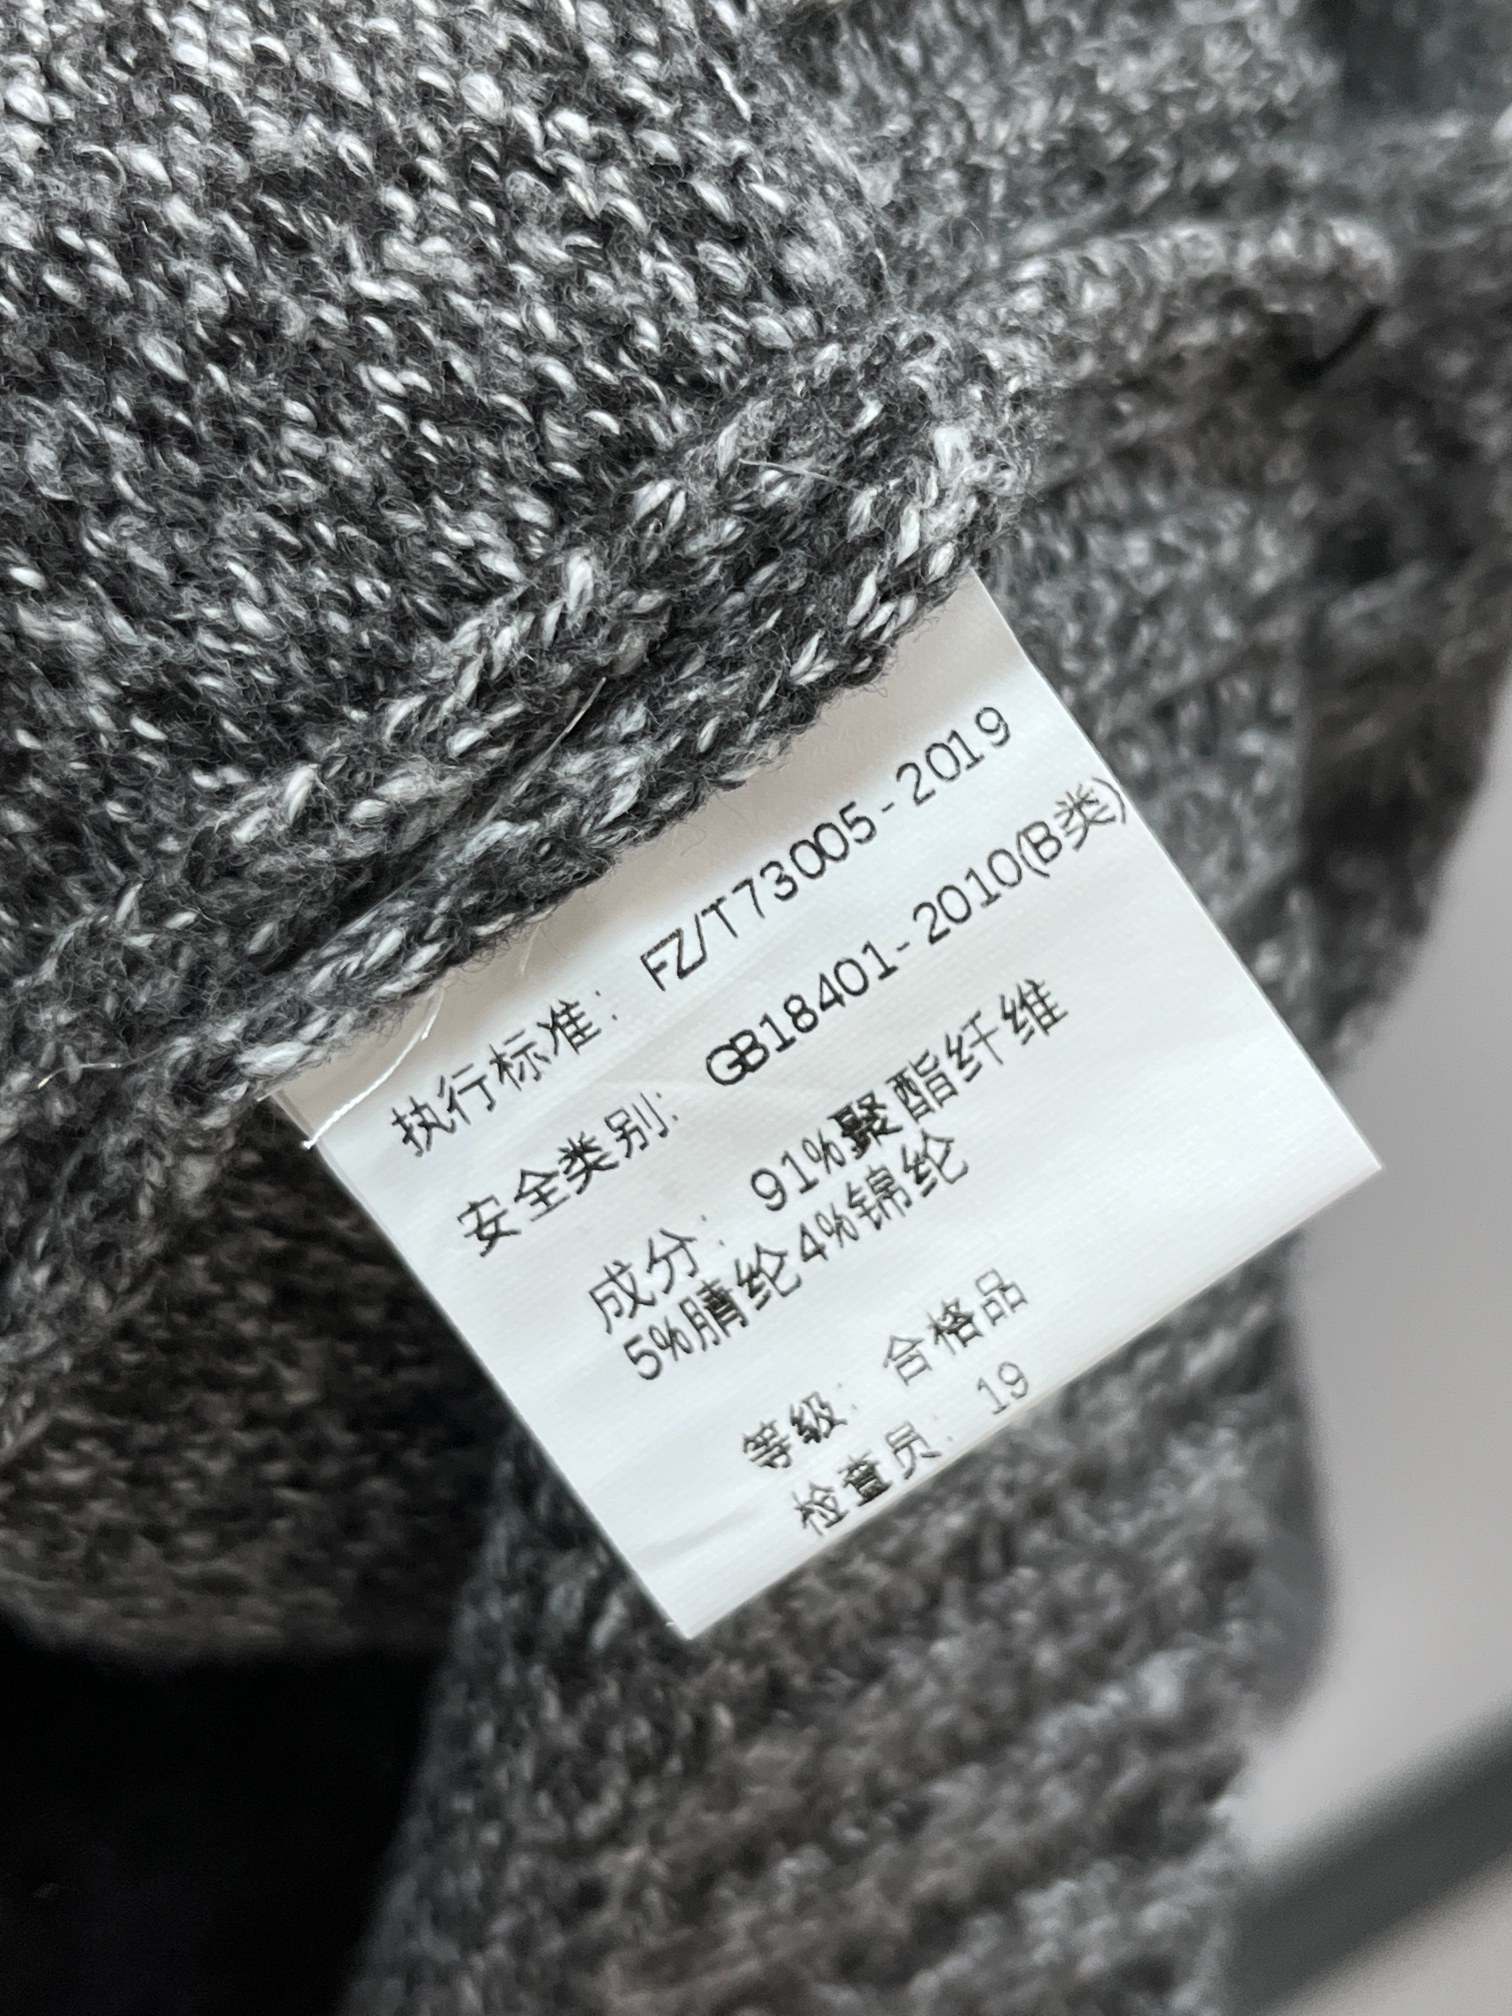 执行标准: FZ/T73005-2019
安全类别: GB18401-2010(B类)
成分: 91%聚酯纤维
5%腈纶4%锦纶
等级: 合格品
检查员: 19